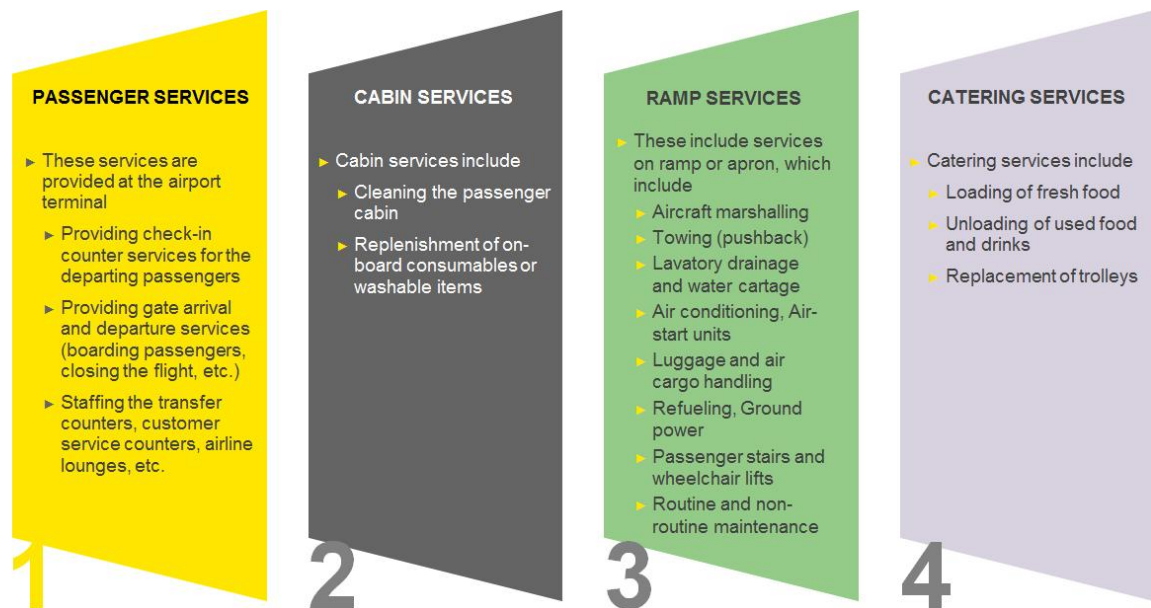 PASSENGER SERVICES
► These services are
provided at the airport
terminal
► Providing check-in
counter services for the
departing passengers
► Providing gate arrival
and departure services
(boarding passengers,
closing the flight, etc.)
► Staffing the transfer
counters, customer
service counters, airline
lounges, etc.
1
CABIN SERVICES
► Cabin services include
► Cleaning the passenger
cabin
► Replenishment of on-
board consumables or
washable items
2
RAMP SERVICES
► These include services
on ramp or apron, which
include
► Aircraft marshalling
► Towing (pushback)
► Lavatory drainage
and water cartage
► Air conditioning, Air-
start units
► Luggage and air
cargo handling
► Refueling, Ground
power
► Passenger stairs and
wheelchair lifts
► Routine and non-
routine maintenance
3
CATERING SERVICES
► Catering services include
► Loading of fresh food
► Unloading of used food
and drinks
► Replacement of trolleys
4